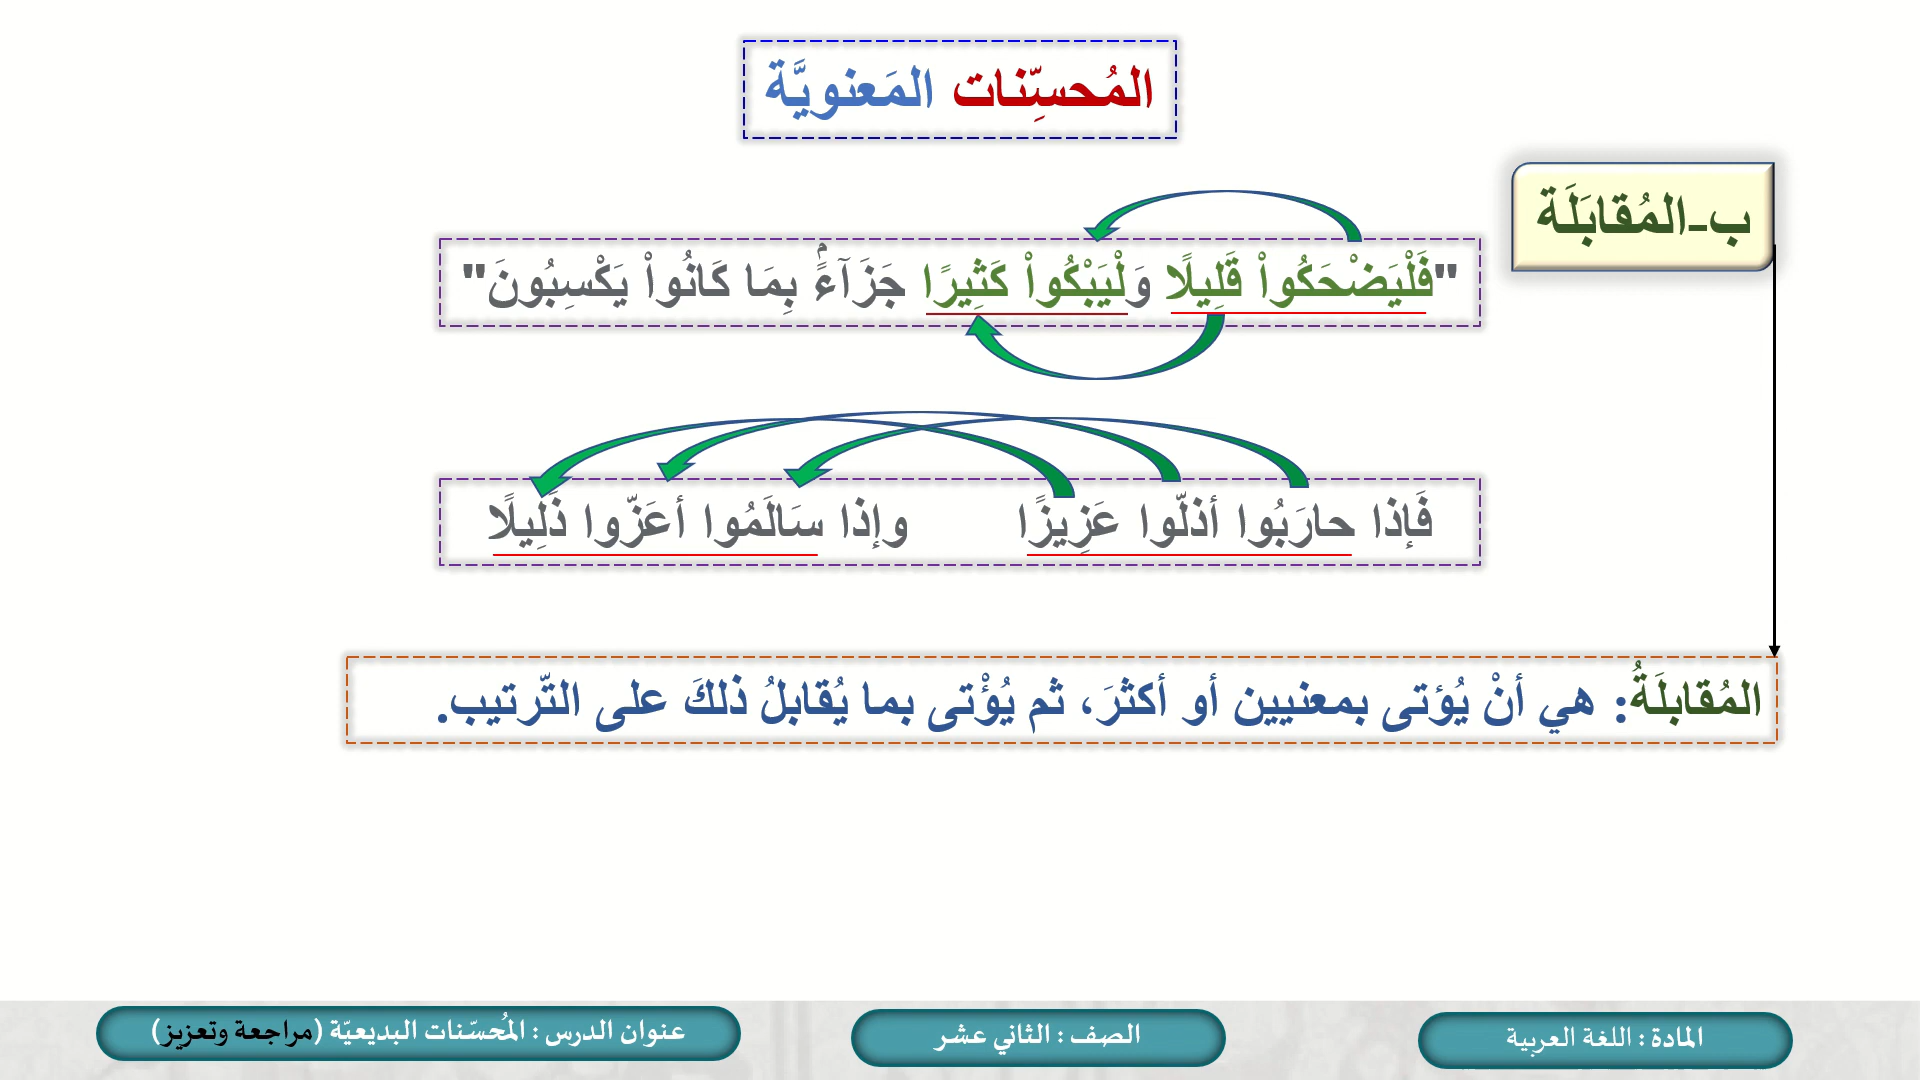 المُحسِّنات المَعنويَّة
ب-المُقابَلَة
"فَلْيَضْحَكُواْ قَلِيلًا وَلْيَبْكُواْ كَثِيرًا جَزَآءًۢ بِمَا كَانُواْ يَكْسِبُونَ"
فَإذا حارَبُوا أذلّوا عَزِيزًا وإذا سَالَمُوا أعَزّوا ذَلِيلًا
المُقابلَةُ: هي أنْ يُؤتى بمعنيين أو أكثرَ، ثم يُؤْتى بما يُقابلُ ذلكَ على التّرتيب.
المادة : اللغة العربية
الصف : الثاني عشر
عنوان الدرس : المُحسّنات البديعيّة (مراجعة وتعزيز)